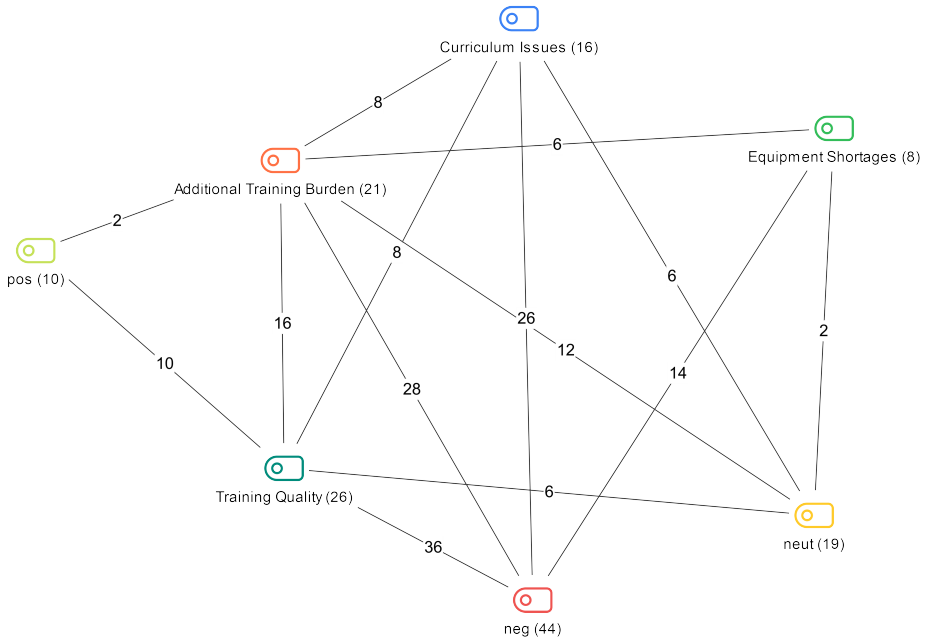 Curriculum Issues (16)
8
6
Equipment Shortages (8)
Additional Training Burden (21)
2
8
pos (10)
6
16
26
2
12
10
14
28
6
Training Quality (26)
neut (19)
36
neg (44)